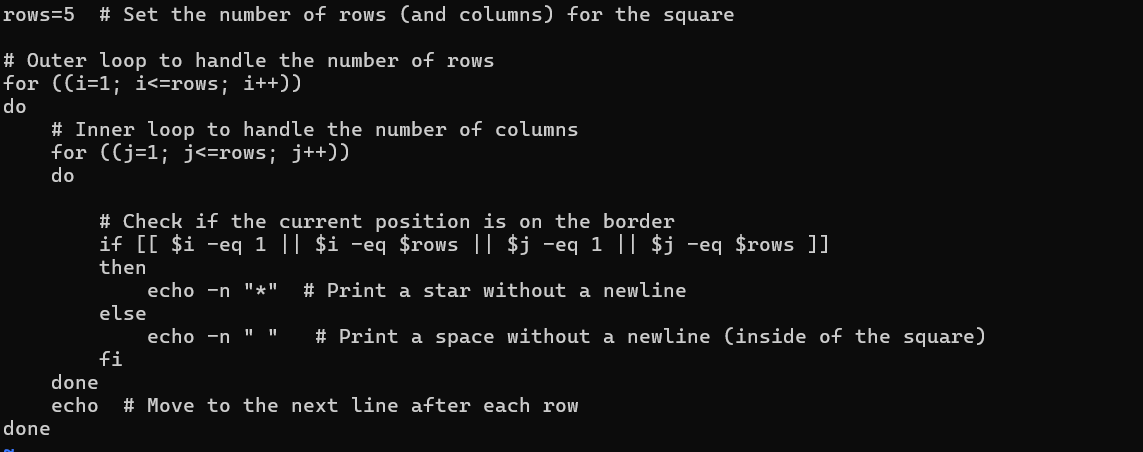 rows=5  # Set the number of rows (and columns) for the square

# Outer loop to handle the number of rows
for ((i=1; i<=rows; i++))
do
    # Inner loop to handle the number of columns
    for ((j=1; j<=rows; j++))
    do

        # Check if the current position is on the border
        if [[ $i -eq 1 || $i -eq $rows || $j -eq 1 || $j -eq $rows ]]
        then
            echo -n "*"  # Print a star without a newline
        else
            echo -n " "   # Print a space without a newline (inside of the square)
        fi
    done
    echo  # Move to the next line after each row
done
~